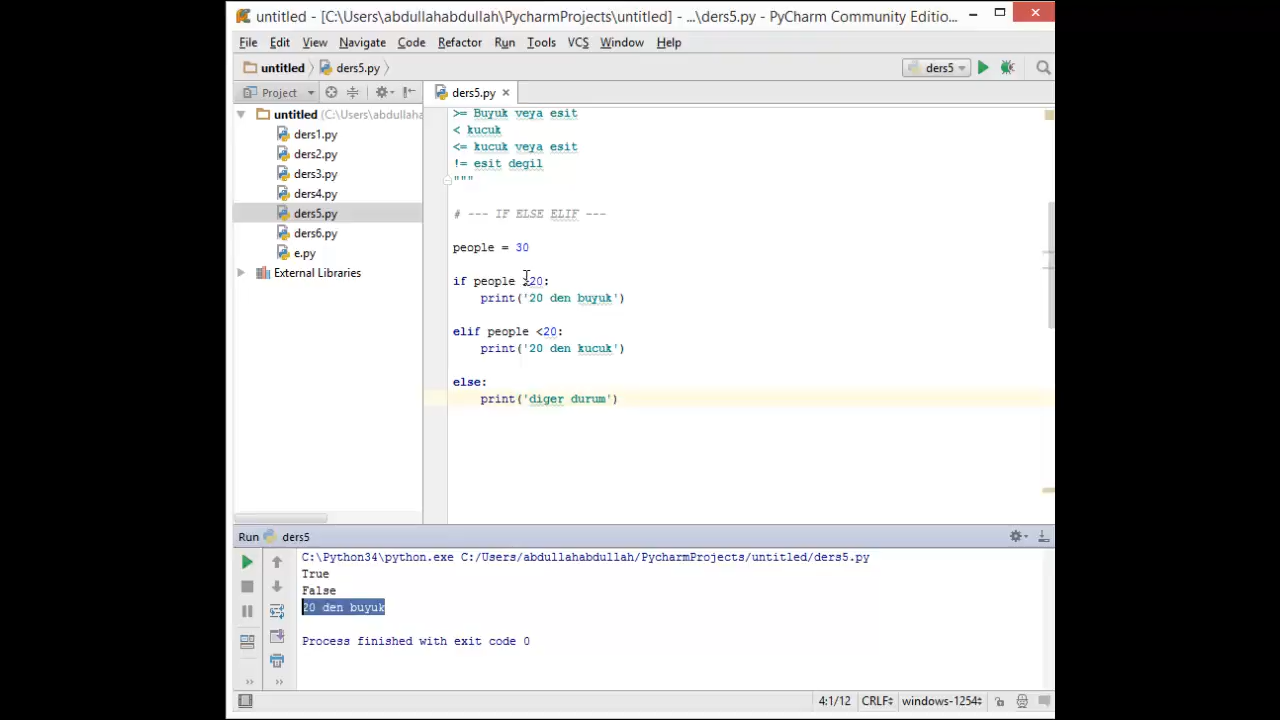 untitled - [C:\Users\abdullahabdullah\PycharmProjects\untitled] - ...\ders5.py - PyCharm Community Editio...
File Edit View Navigate Code Refactor Run Tools VCS Window Help
untitled ders5.py ders5
Project ders5.py
untitled (C:\Users\abdullaha
ders1.py
ders2.py
ders3.py
ders4.py
ders5.py
ders6.py
e.py
External Libraries
>= Buyuk veya esit
< kucuk
<= kucuk veya esit
!= esit degil
"""
# --- IF ELSE ELIF ---
people = 30
if people >20:
print('20 den buyuk')
elif people <20:
print('20 den kucuk')
else:
print('diger durum')
Run ders5
C:\Python34\python.exe C:/Users/abdullahabdullah/PycharmProjects/untitled/ders5.py
True
False
20 den buyuk
Process finished with exit code 0
4:1/12 CRLF windows-1254